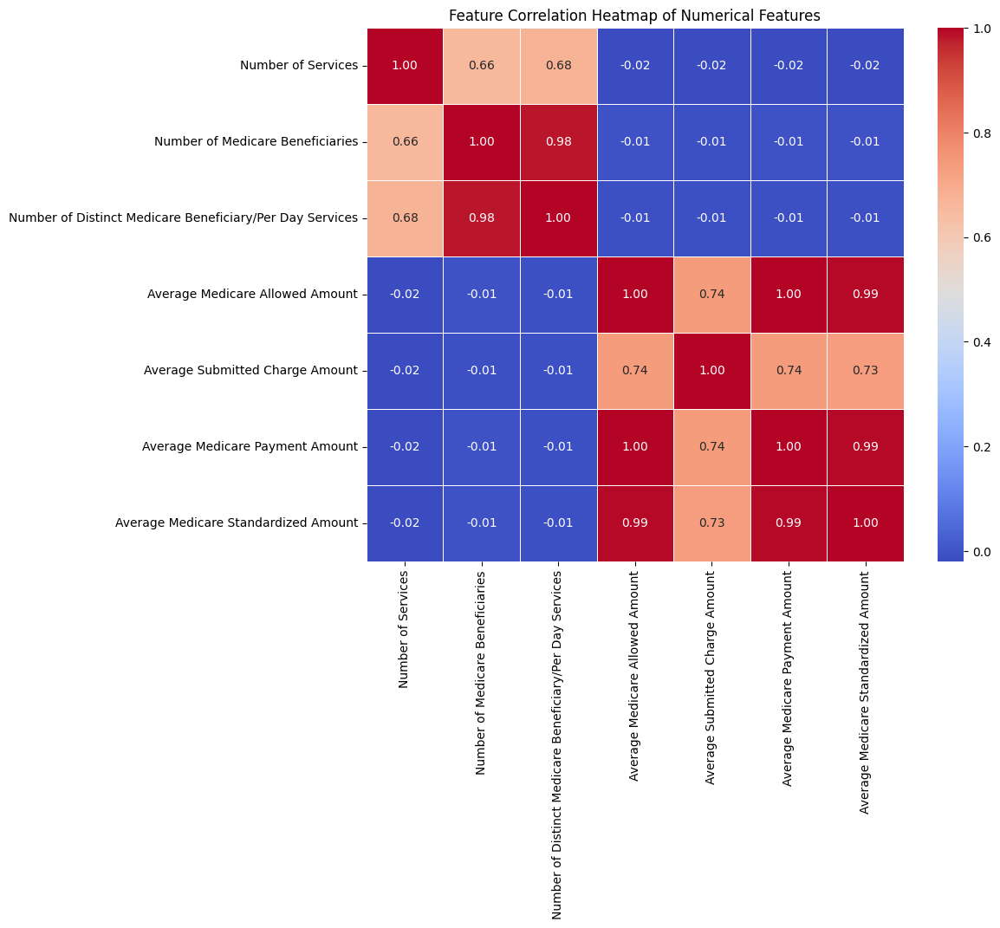 Feature Correlation Heatmap of Numerical Features
Number of Services
1.00 0.66 0.68 -0.02 -0.02 -0.02 -0.02
Number of Medicare Beneficiaries
0.66 1.00 0.98 -0.01 -0.01 -0.01 -0.01
Number of Distinct Medicare Beneficiary/Per Day Services
0.68 0.98 1.00 -0.01 -0.01 -0.01 -0.01
Average Medicare Allowed Amount
-0.02 -0.01 -0.01 1.00 0.74 1.00 0.99
Average Submitted Charge Amount
-0.02 -0.01 -0.01 0.74 1.00 0.74 0.73
Average Medicare Payment Amount
-0.02 -0.01 -0.01 1.00 0.74 1.00 0.99
Average Medicare Standardized Amount
-0.02 -0.01 -0.01 0.99 0.73 0.99 1.00
Number of Services
Number of Medicare Beneficiaries
Number of Distinct Medicare Beneficiary/Per Day Services
Average Medicare Allowed Amount
Average Submitted Charge Amount
Average Medicare Payment Amount
Average Medicare Standardized Amount
1.0
0.8
0.6
0.4
0.2
0.0